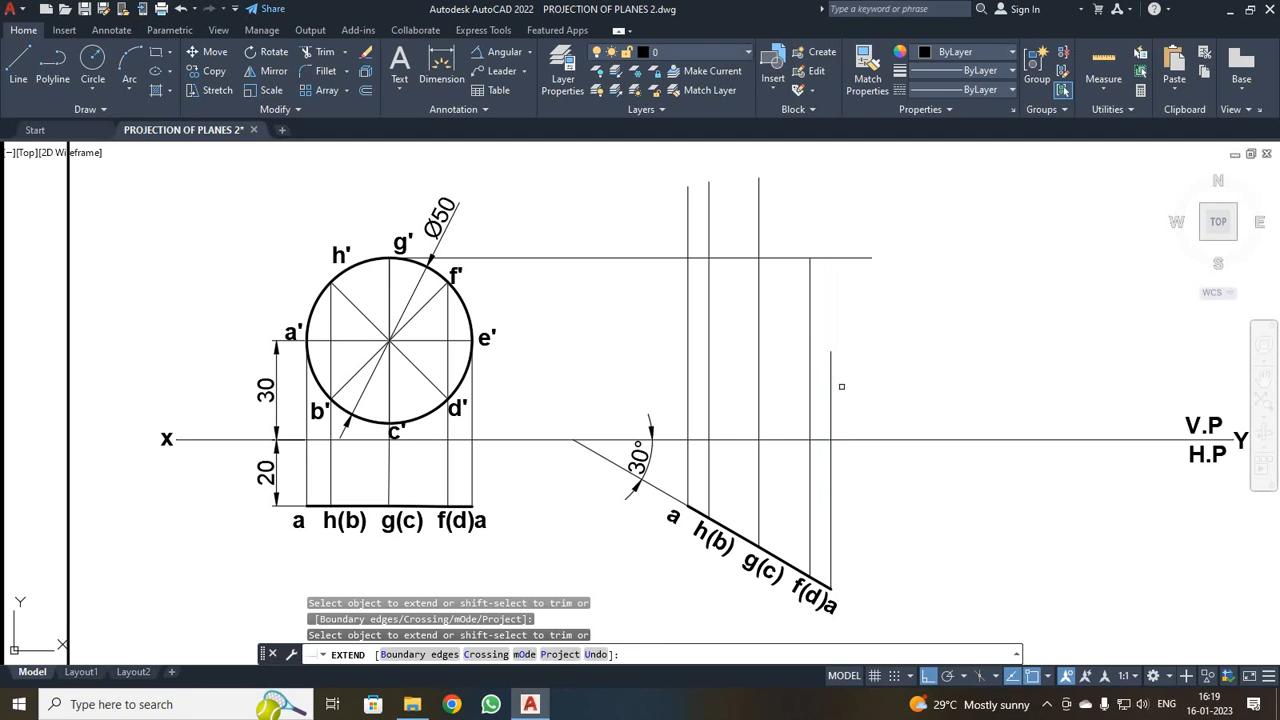 Share
Autodesk AutoCAD 2022 PROJECTION OF PLANES 2.dwg
Type a keyword or phrase
Sign In
Home Insert Annotate Parametric View Manage Output Add-ins Collaborate Express Tools Featured Apps
Line Polyline Circle Arc
Move Rotate Trim
Copy Mirror Fillet
Stretch Scale Array
Text Dimension
Angular
Leader
Table
Layer Properties
0
Make Current
Match Layer
Insert
Create
Edit
Match Properties
ByLayer
ByLayer
ByLayer
Group
Measure
Paste
Base
Draw Modify Annotation Layers Block Properties Groups Utilities Clipboard View
Start PROJECTION OF PLANES 2*
[−][Top][2D Wireframe]
N
W TOP E
S
WCS
Ø50
h' g' f'
a' e'
b' c' d'
30
20
X
V.P
Y
H.P
30°
a h(b) g(c) f(d)a
a
h(b)
g(c)
f(d)a
Y
X
Select object to extend or shift-select to trim or
[Boundary edges/Crossing/mOde/Project]:
Select object to extend or shift-select to trim or
EXTEND [Boundary edges Crossing mOde Project Undo]:
Model Layout1 Layout2
MODEL 1:1
Type here to search
29°C Mostly sunny
ENG
16:19
16-01-2023